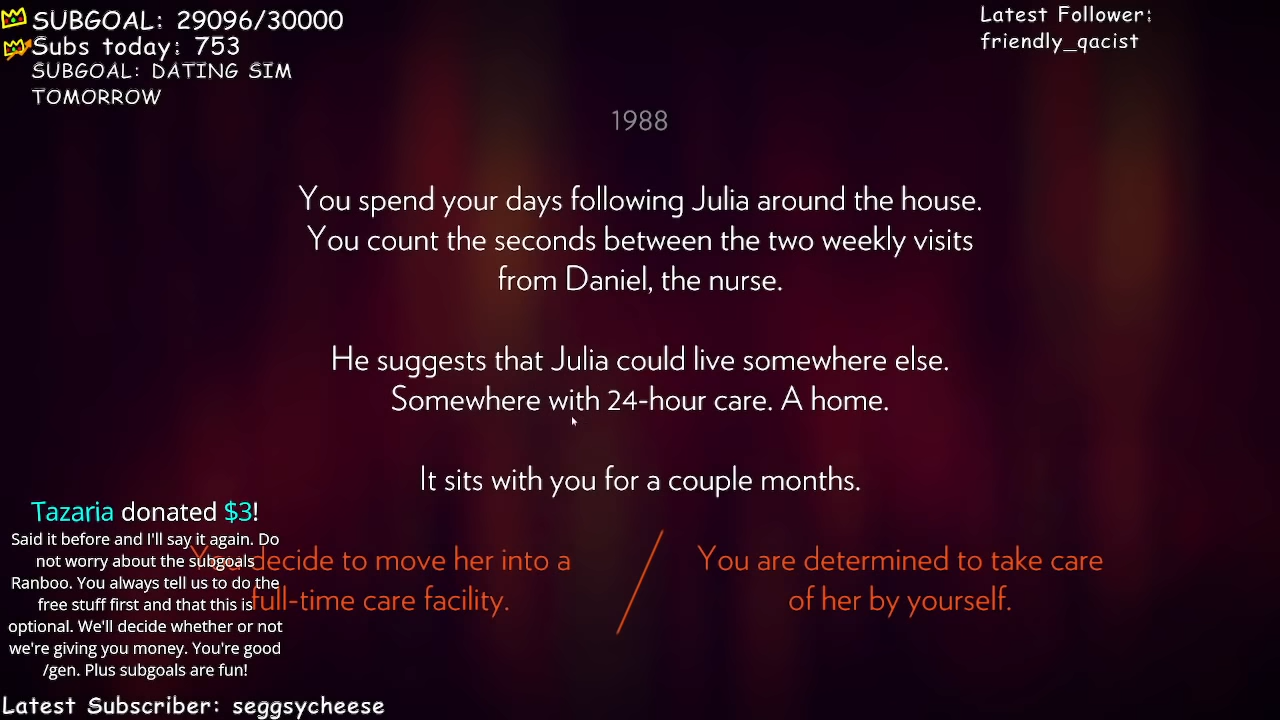 SUBGOAL: 29096/30000
Subs today: 753
SUBGOAL: DATING SIM
TOMORROW
Latest Follower:
friendly_qacist
1988
You spend your days following Julia around the house.
You count the seconds between the two weekly visits
from Daniel, the nurse.
He suggests that Julia could live somewhere else.
Somewhere with 24-hour care. A home.
It sits with you for a couple months.
You decide to move her into a
full-time care facility.
You are determined to take care
of her by yourself.
Tazaria donated $3!
Said it before and I'll say it again. Do
not worry about the subgoals
Ranboo. You always tell us to do the
free stuff first and that this is
optional. We'll decide whether or not
we're giving you money. You're good
/gen. Plus subgoals are fun!
Latest Subscriber: seggsycheese